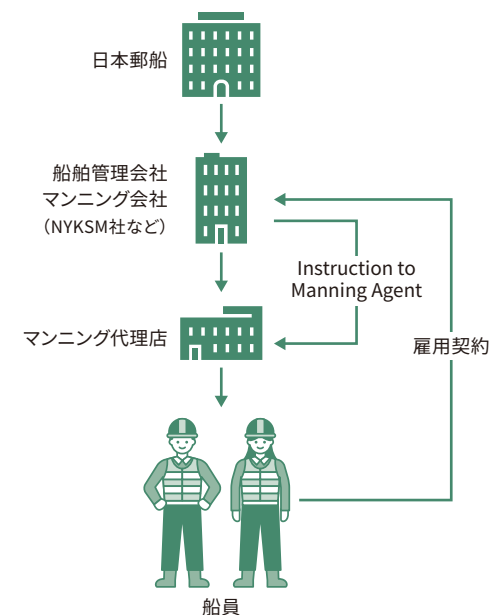 日本郵船
船舶管理会社
マンニング会社
（NYKSM社など）
Instruction to
Manning Agent
マンニング代理店
雇用契約
船員